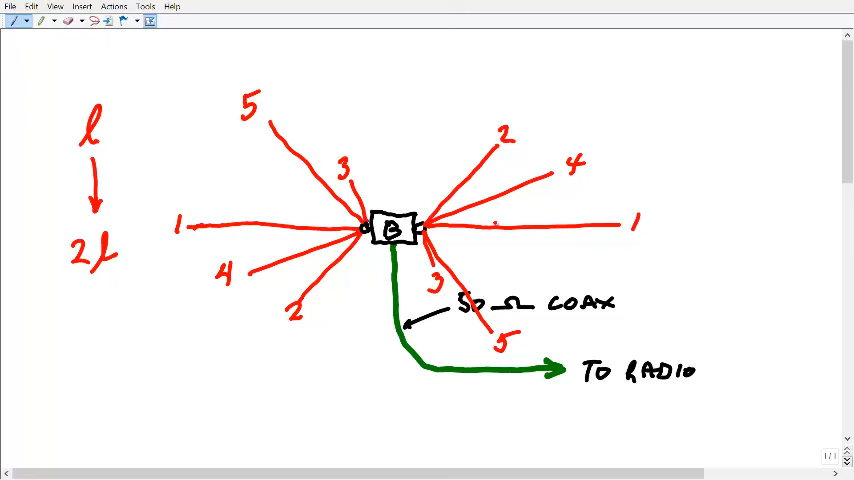 File Edit View Insert Actions Tools Help
5
2
l
3
4
1
B
1
2l
4
3
2
50 Ω COAX
5
TO RADIO
1/1